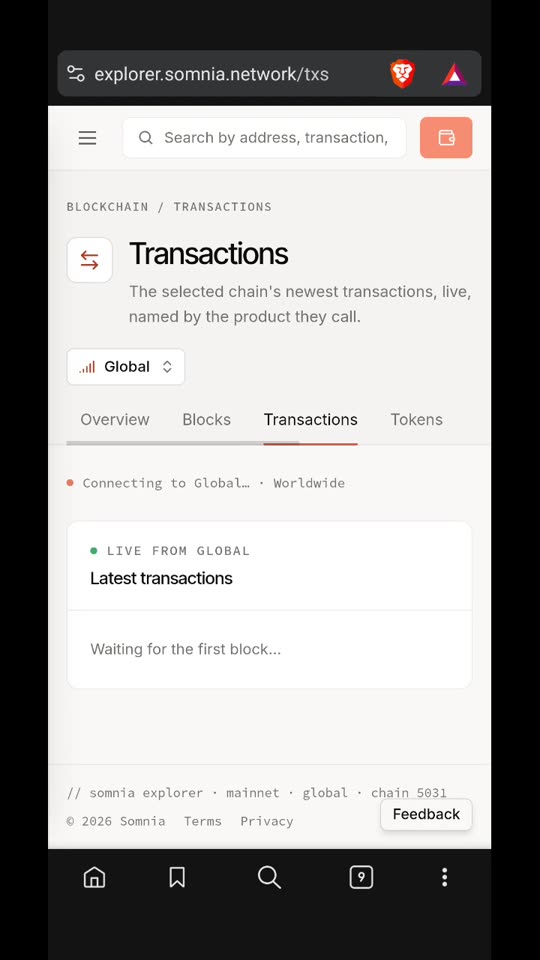 explorer.somnia.network/txs
Search by address, transaction,
BLOCKCHAIN / TRANSACTIONS
Transactions
The selected chain's newest transactions, live,
named by the product they call.
Global
Overview Blocks Transactions Tokens
Connecting to Global… · Worldwide
LIVE FROM GLOBAL
Latest transactions
Waiting for the first block...
// somnia explorer · mainnet · global · chain 5031
Feedback
© 2026 Somnia Terms Privacy
9